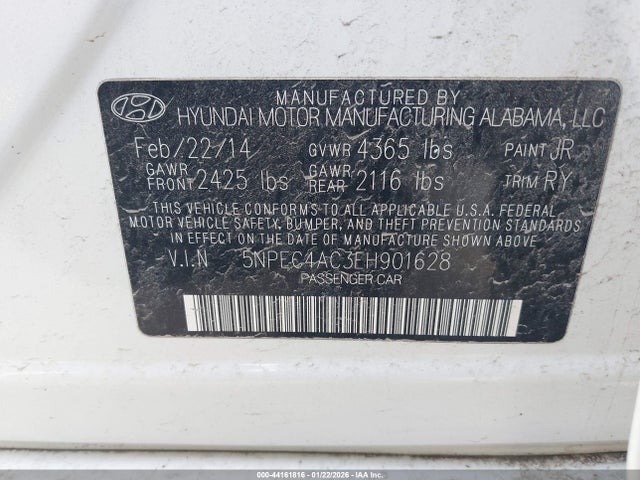 MANUFACTURED BY
HYUNDAI MOTOR MANUFACTURING ALABAMA, LLC
Feb/22/14 GVWR 4365 lbs PAINT JR
GAWR FRONT 2425 lbs GAWR REAR 2116 lbs TRIM RY
THIS VEHICLE CONFORMS TO ALL APPLICABLE U.S.A. FEDERAL
MOTOR VEHICLE SAFETY, BUMPER, AND THEFT PREVENTION STANDARDS
IN EFFECT ON THE DATE OF MANUFACTURE SHOWN ABOVE.
V.I.N 5NPEC4AC3EH901628
PASSENGER CAR
000-44161816 - 01/22/2026 - IAA Inc.